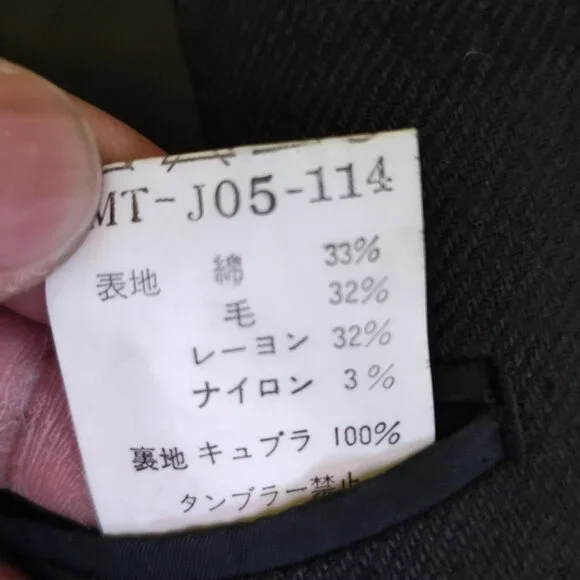 MT-J05-114
表地 綿 33%
毛 32%
レーヨン 32%
ナイロン 3%
裏地 キュプラ 100%
タンブラー禁止